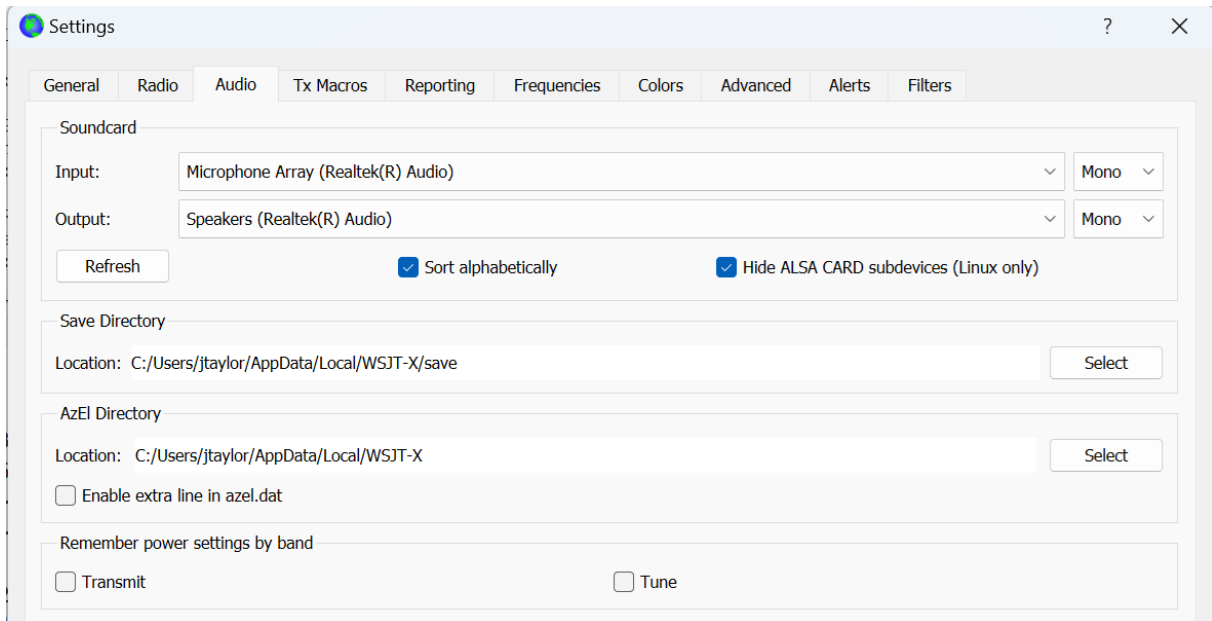 Settings ?
General Radio Audio Tx Macros Reporting Frequencies Colors Advanced Alerts Filters
Soundcard
Input: Microphone Array (Realtek(R) Audio) Mono
Output: Speakers (Realtek(R) Audio) Mono
Refresh Sort alphabetically Hide ALSA CARD subdevices (Linux only)
Save Directory
Location: C:/Users/jtaylor/AppData/Local/WSJT-X/save Select
AzEl Directory
Location: C:/Users/jtaylor/AppData/Local/WSJT-X Select
Enable extra line in azel.dat
Remember power settings by band
Transmit Tune